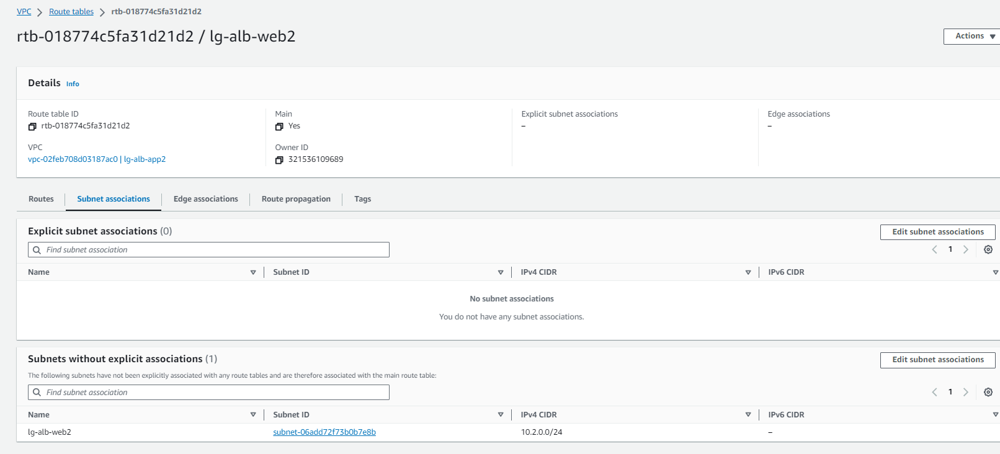 VPC > Route tables > rtb-018774c5fa31d21d2
rtb-018774c5fa31d21d2 / lg-alb-web2
Actions
Details Info
Route table ID
rtb-018774c5fa31d21d2
Main
Yes
Explicit subnet associations
–
Edge associations
–
VPC
vpc-02feb708d03187ac0 | lg-alb-app2
Owner ID
321536109689
Routes
Subnet associations
Edge associations
Route propagation
Tags
Explicit subnet associations (0)
Edit subnet associations
Find subnet association
1
Name Subnet ID IPv4 CIDR IPv6 CIDR
No subnet associations
You do not have any subnet associations.
Subnets without explicit associations (1)
Edit subnet associations
The following subnets have not been explicitly associated with any route tables and are therefore associated with the main route table:
Find subnet association
1
Name Subnet ID IPv4 CIDR IPv6 CIDR
lg-alb-web2 subnet-06add72f73b0b7e8b 10.2.0.0/24 –